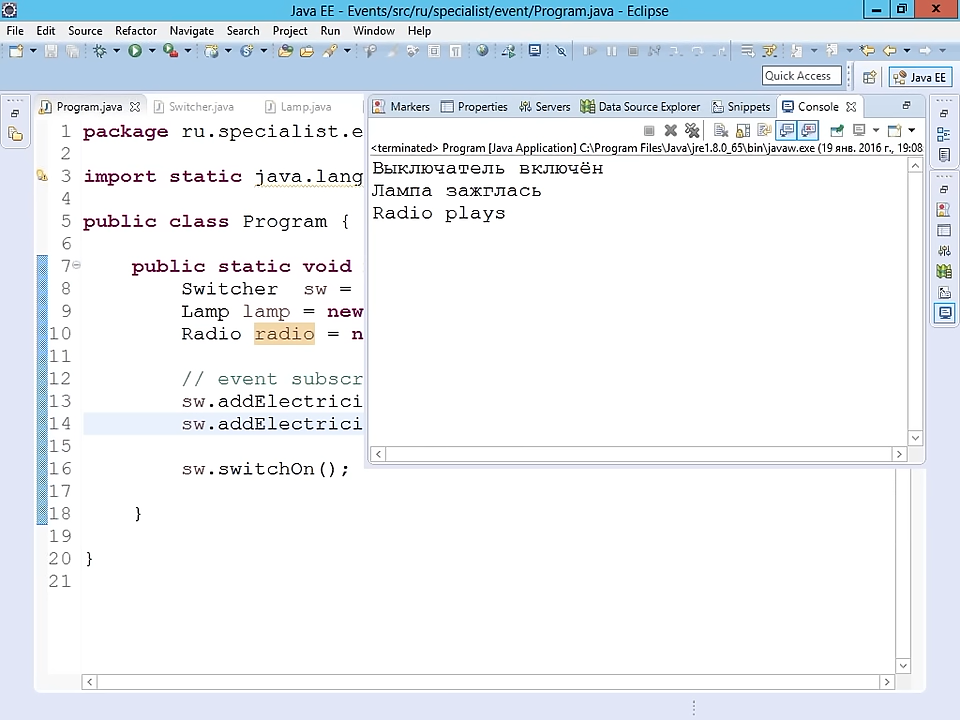 Java EE - Events/src/ru/specialist/event/Program.java - Eclipse
File Edit Source Refactor Navigate Search Project Run Window Help
Quick Access Java EE
Program.java Switcher.java Lamp.java Markers Properties Servers Data Source Explorer Snippets Console
<terminated> Program [Java Application] C:\Program Files\Java\jre1.8.0_65\bin\javaw.exe (19 янв. 2016 г., 19:08
Выключатель включён
Лампа зажглась
Radio plays
1 package ru.specialist.e
2
3 import static java.lang
4
5 public class Program {
6
7 public static void
8 Switcher sw =
9 Lamp lamp = new
10 Radio radio = n
11
12 // event subscr
13 sw.addElectrici
14 sw.addElectrici
15
16 sw.switchOn();
17
18 }
19
20 }
21